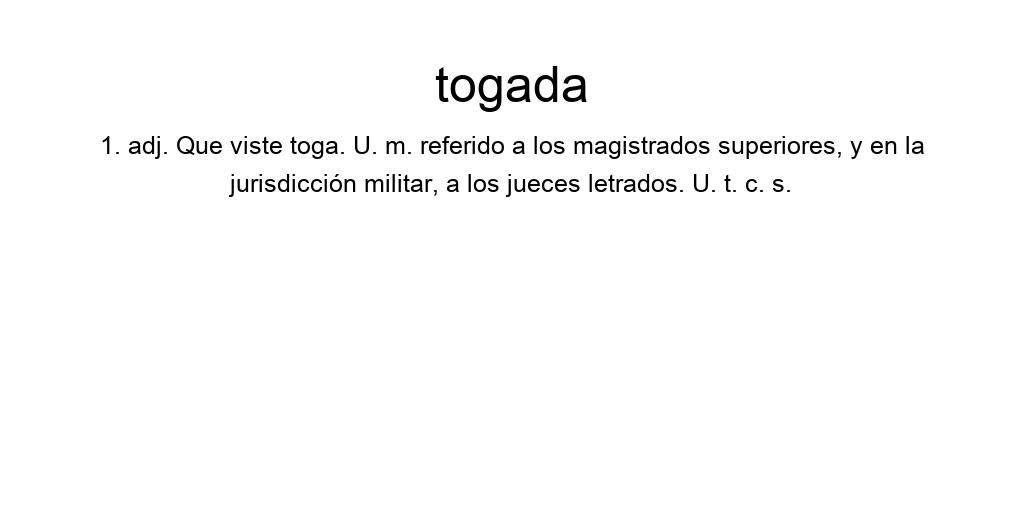 togada
1. adj. Que viste toga. U. m. referido a los magistrados superiores, y en la
jurisdicción militar, a los jueces letrados. U. t. c. s.